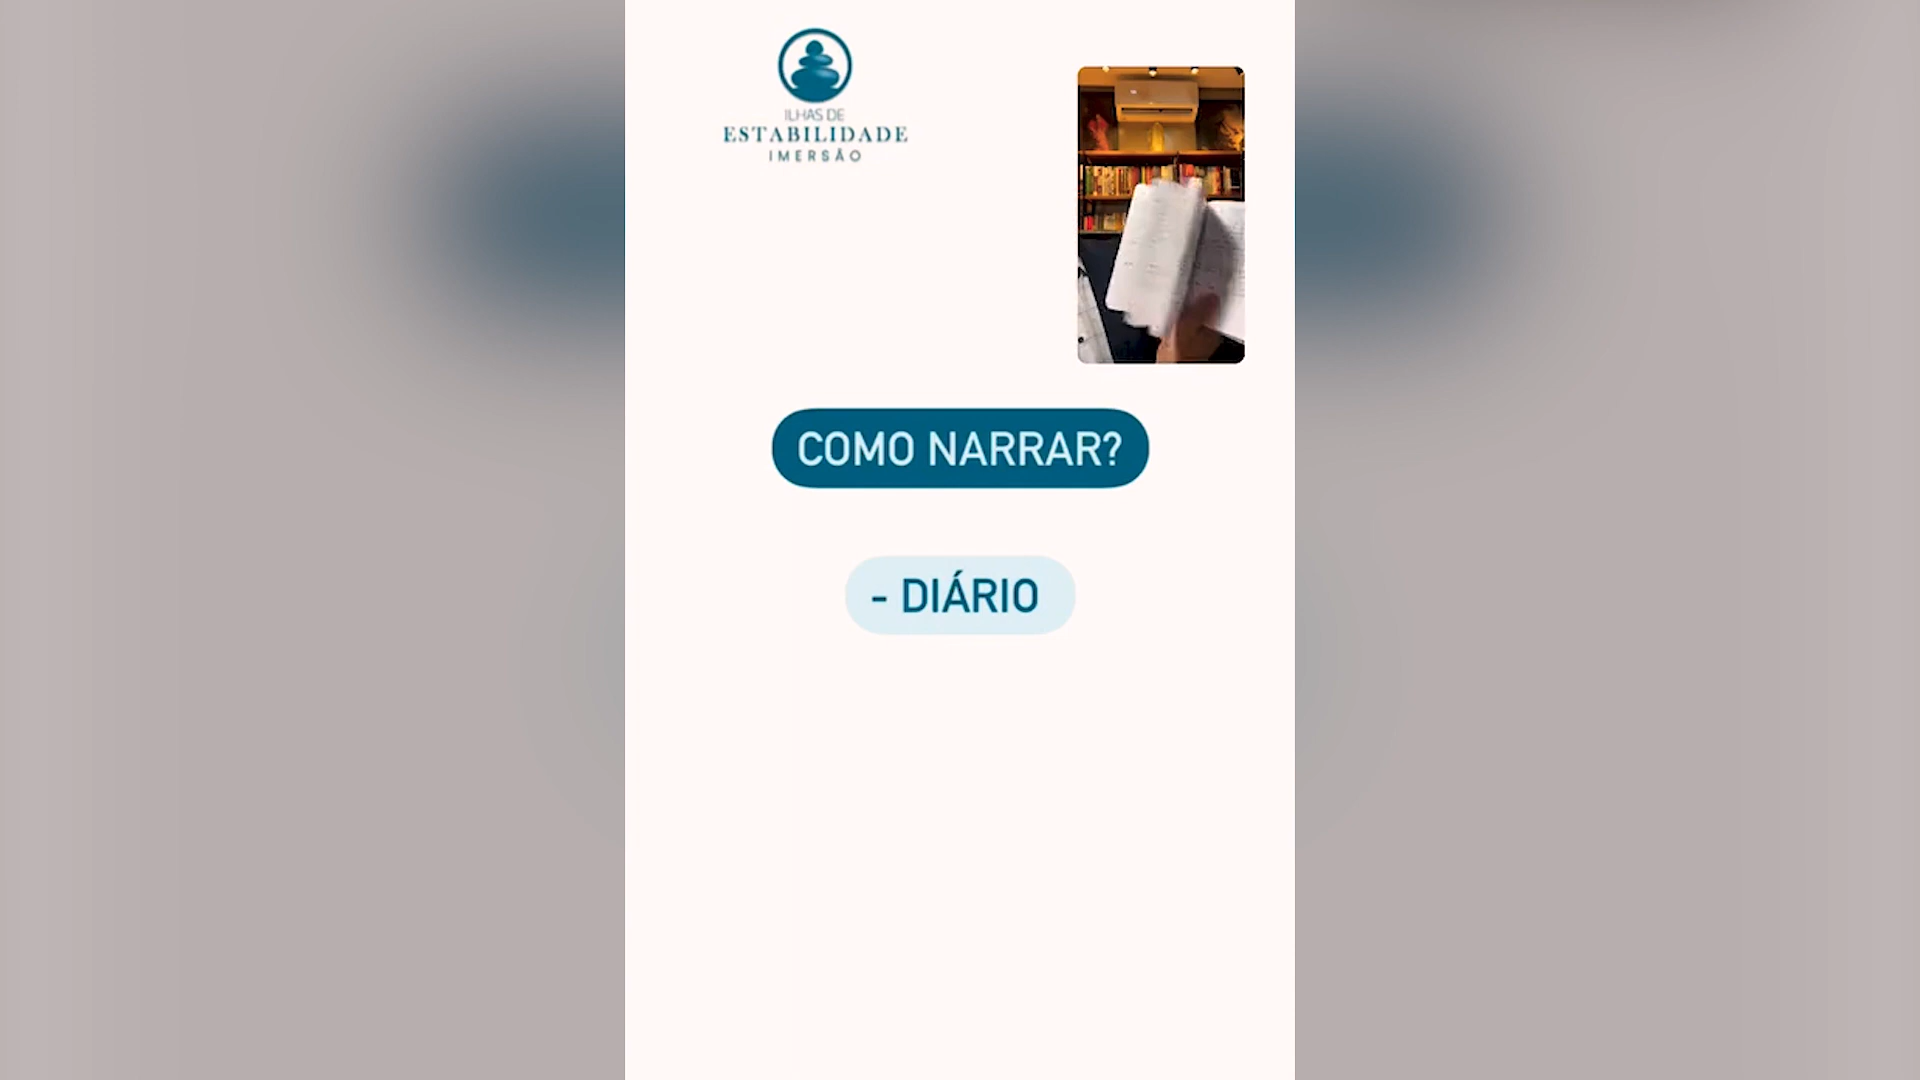 ILHAS DE
ESTABILIDADE
IMERSÃO
COMO NARRAR?
- DIÁRIO